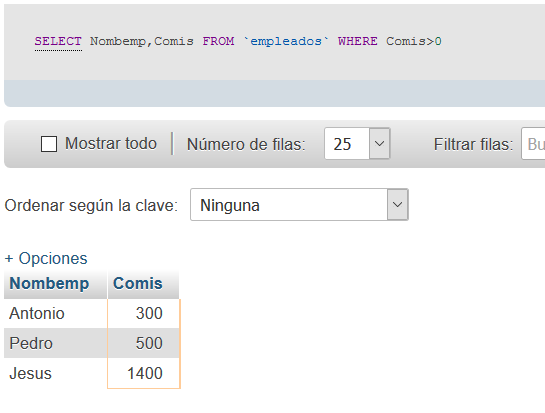 SELECT Nombemp,Comis FROM `empleados` WHERE Comis>0
Mostrar todo Número de filas: 25 Filtrar filas: Bu
Ordenar según la clave: Ninguna
+ Opciones
Nombemp Comis
Antonio 300
Pedro 500
Jesus 1400